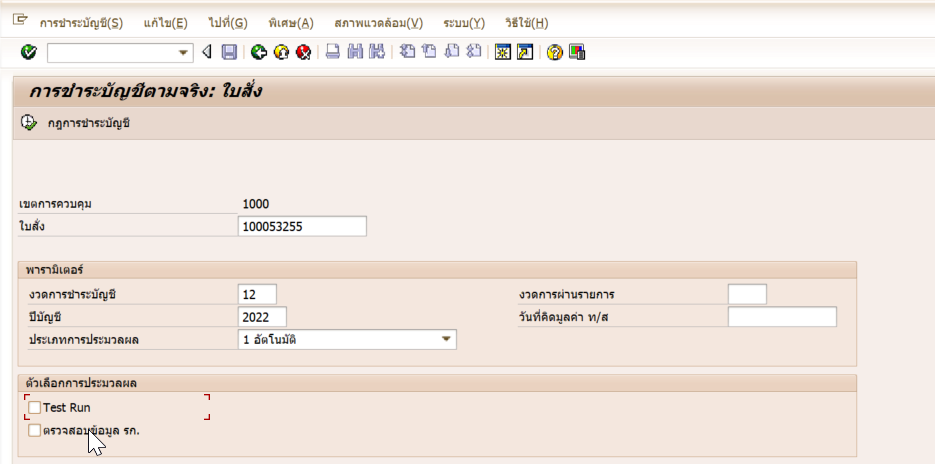 การชำระบัญชี(S) แก้ไข(E) ไปที่(G) พิเศษ(A) สภาพแวดล้อม(V) ระบบ(Y) วิธีใช้(H)
การชำระบัญชีตามจริง: ใบสั่ง
กฎการชำระบัญชี
เขตการควบคุม 1000
ใบสั่ง 100053255
พารามิเตอร์
งวดการชำระบัญชี 12 งวดการผ่านรายการ
ปีบัญชี 2022 วันที่คิดมูลค่า ท/ส
ประเภทการประมวลผล 1 อัตโนมัติ
ตัวเลือกการประมวลผล
Test Run
ตรวจสอบข้อมูล รก.